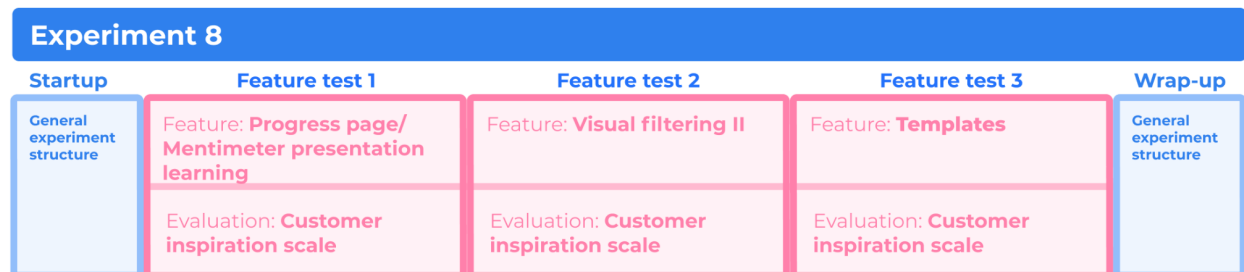 Experiment 8
Startup
Feature test 1
Feature test 2
Feature test 3
Wrap-up
General
experiment
structure
Feature: Progress page/
Mentimeter presentation
learning
Evaluation: Customer
inspiration scale
Feature: Visual filtering II
Evaluation: Customer
inspiration scale
Feature: Templates
Evaluation: Customer
inspiration scale
General
experiment
structure